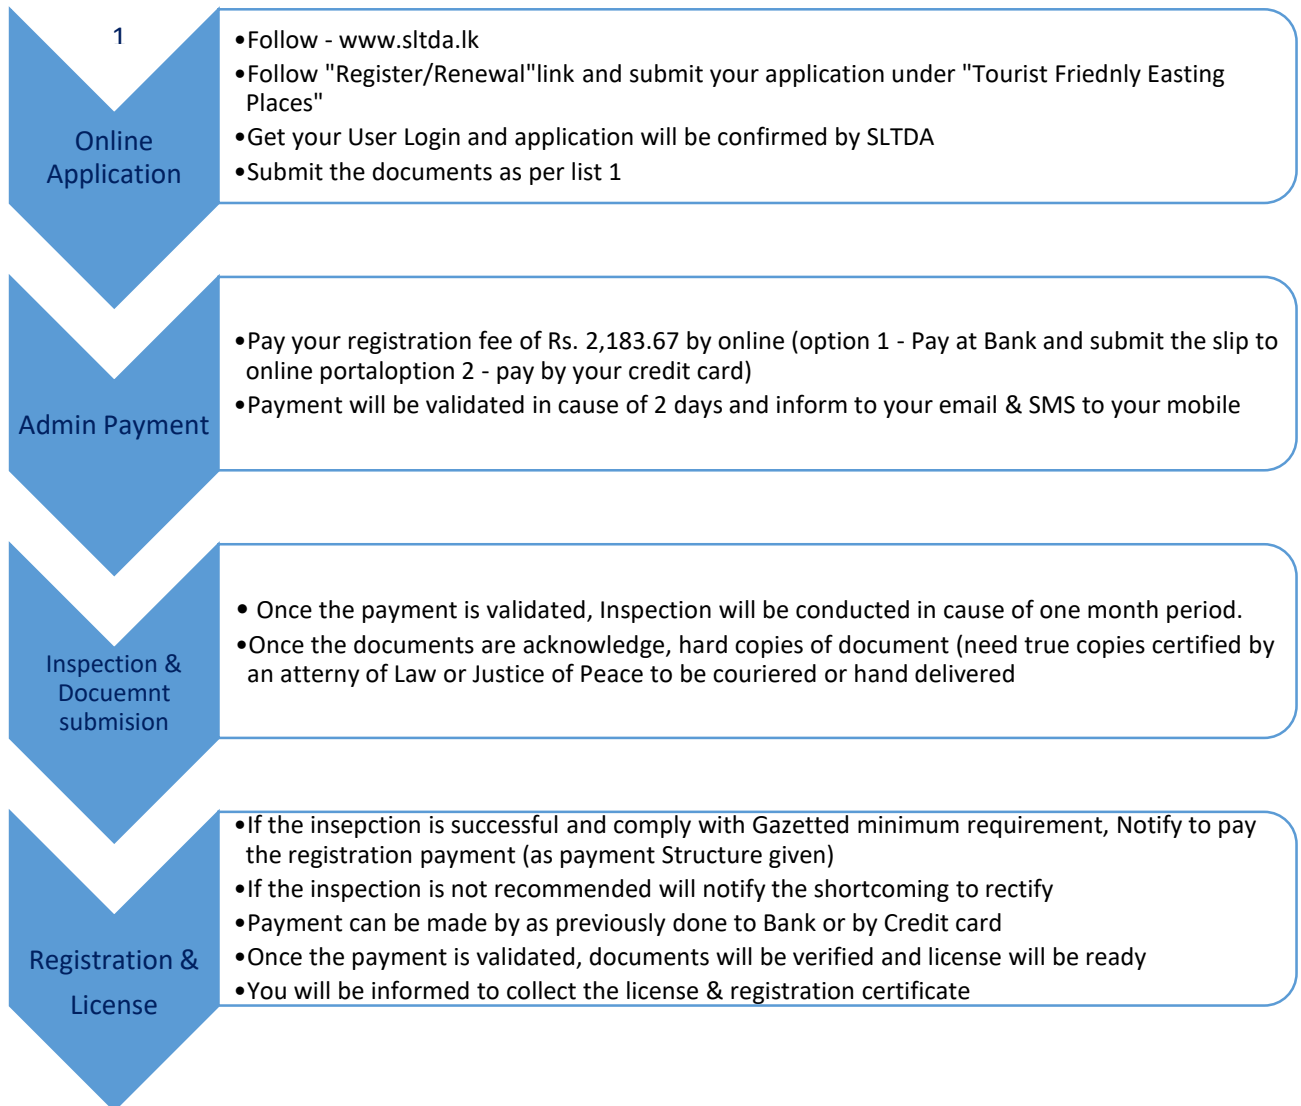 1
Online
Application
•Follow - www.sltda.lk
•Follow "Register/Renewal"link and submit your application under "Tourist Friednly Easting
Places"
•Get your User Login and application will be confirmed by SLTDA
•Submit the documents as per list 1
Admin Payment
•Pay your registration fee of Rs. 2,183.67 by online (option 1 - Pay at Bank and submit the slip to
online portaloption 2 - pay by your credit card)
•Payment will be validated in cause of 2 days and inform to your email & SMS to your mobile
Inspection &
Docuemnt
submision
• Once the payment is validated, Inspection will be conducted in cause of one month period.
•Once the documents are acknowledge, hard copies of document (need true copies certified by
an atterny of Law or Justice of Peace to be couriered or hand delivered
Registration &
License
•If the insepction is successful and comply with Gazetted minimum requirement, Notify to pay
the registration payment (as payment Structure given)
•If the inspection is not recommended will notify the shortcoming to rectify
•Payment can be made by as previously done to Bank or by Credit card
•Once the payment is validated, documents will be verified and license will be ready
•You will be informed to collect the license & registration certificate